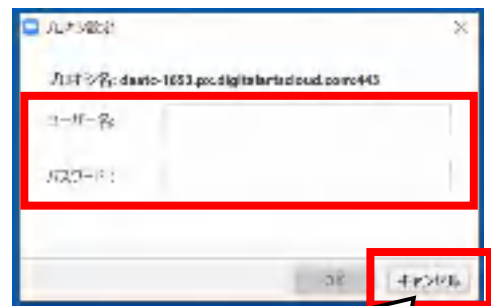 プロキシ設定
プロキシ名: daatc-1653.px.digitalartscloud.com:443
ユーザー名:
パスワード:
OK キャンセル